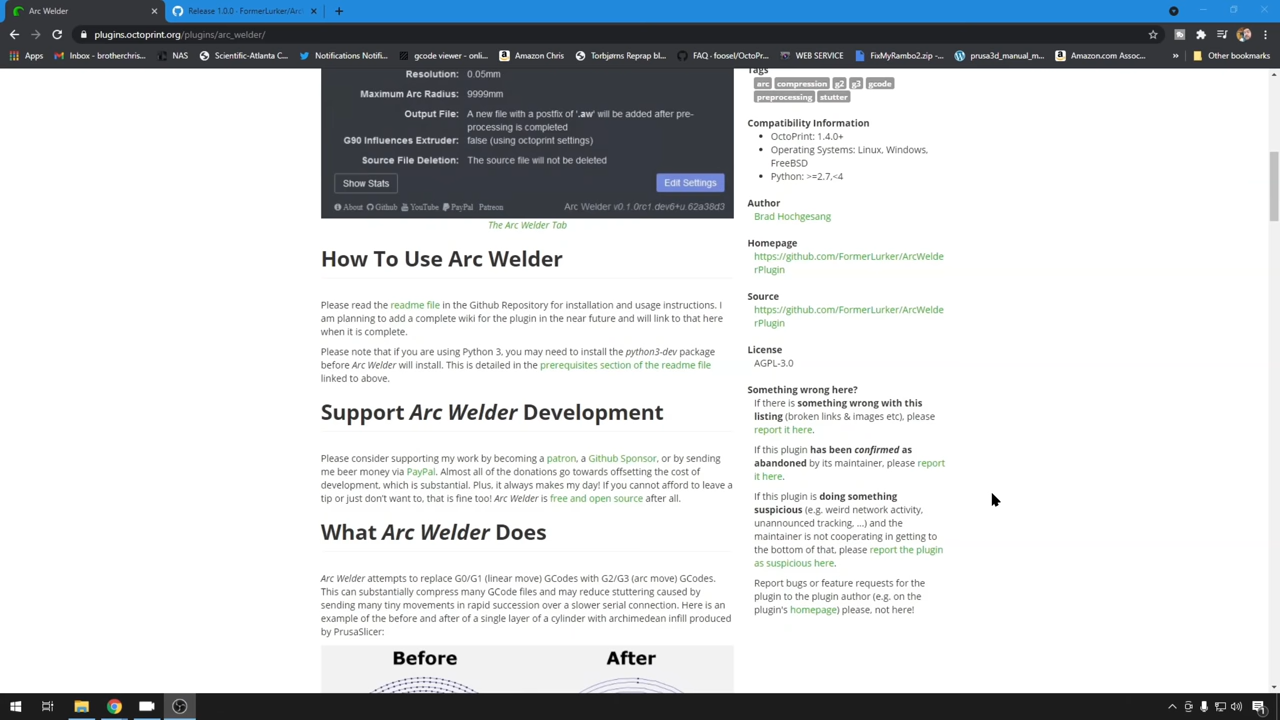 Arc Welder
Release 1.0.0 - FormerLurker/Arc
plugins.octoprint.org/plugins/arc_welder/
Apps
Inbox - brotherchris...
NAS
Scientific-Atlanta C...
Notifications Notifi...
gcode viewer - onli...
Amazon Chris
Torbjørns Reprap bl...
FAQ · foosel/OctoPr...
WEB SERVICE
FixMyRambo2.zip -...
prusa3d_manual_m...
Amazon.com Assoc...
»
Other bookmarks
Resolution: 0.05mm
Maximum Arc Radius: 9999mm
Output File: A new file with a postfix of '.aw' will be added after pre-
processing is completed
G90 Influences Extruder: false (using octoprint settings)
Source File Deletion: The source file will not be deleted
Show Stats
Edit Settings
About Github YouTube PayPal Patreon
Arc Welder v0.1.0rc1.dev6+u.62a38d3
The Arc Welder Tab
How To Use Arc Welder
Please read the readme file in the Github Repository for installation and usage instructions. I
am planning to add a complete wiki for the plugin in the near future and will link to that here
when it is complete.
Please note that if you are using Python 3, you may need to install the python3-dev package
before Arc Welder will install. This is detailed in the prerequisites section of the readme file
linked to above.
Support Arc Welder Development
Please consider supporting my work by becoming a patron, a Github Sponsor, or by sending
me beer money via PayPal. Almost all of the donations go towards offsetting the cost of
development, which is substantial. Plus, it always makes my day! If you cannot afford to leave a
tip or just don't want to, that is fine too! Arc Welder is free and open source after all.
What Arc Welder Does
Arc Welder attempts to replace G0/G1 (linear move) GCodes with G2/G3 (arc move) GCodes.
This can substantially compress many GCode files and may reduce stuttering caused by
sending many tiny movements in rapid succession over a slower serial connection. Here is an
example of the before and after of a single layer of a cylinder with archimedean infill produced
by PrusaSlicer:
Before
After
Tags
arc compression g2 g3 gcode
preprocessing stutter
Compatibility Information
• OctoPrint: 1.4.0+
• Operating Systems: Linux, Windows,
FreeBSD
• Python: >=2.7,<4
Author
Brad Hochgesang
Homepage
https://github.com/FormerLurker/ArcWelde
rPlugin
Source
https://github.com/FormerLurker/ArcWelde
rPlugin
License
AGPL-3.0
Something wrong here?
If there is something wrong with this
listing (broken links & images etc), please
report it here.
If this plugin has been confirmed as
abandoned by its maintainer, please report
it here.
If this plugin is doing something
suspicious (e.g. weird network activity,
unannounced tracking, ...) and the
maintainer is not cooperating in getting to
the bottom of that, please report the plugin
as suspicious here.
Report bugs or feature requests for the
plugin to the plugin author (e.g. on the
plugin's homepage) please, not here!